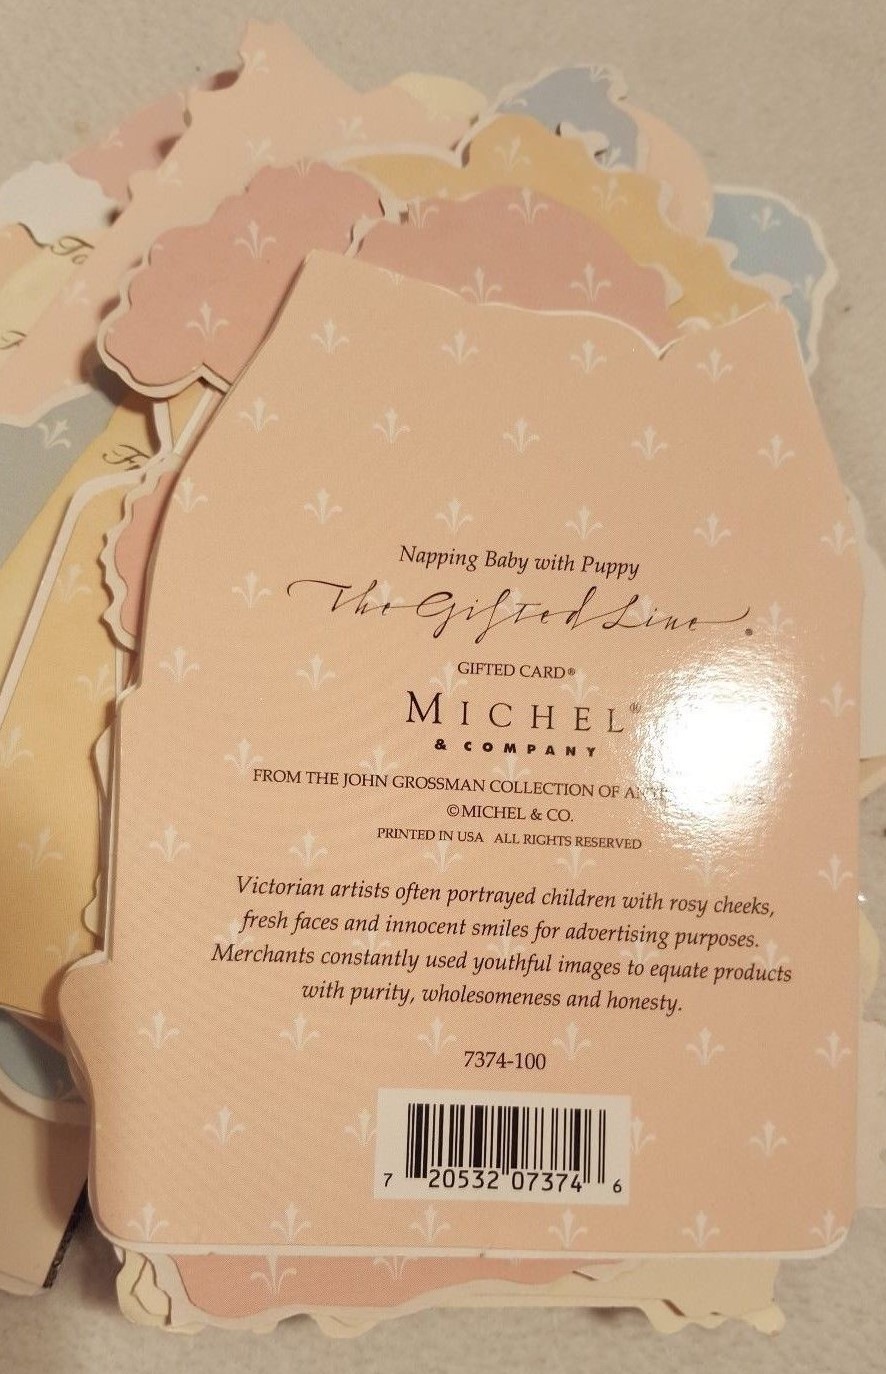 To
F
Fr
Napping Baby with Puppy
The Gifted Line®
GIFTED CARD®
MICHEL®
& COMPANY
FROM THE JOHN GROSSMAN COLLECTION OF
©MICHEL & CO.
PRINTED IN USA ALL RIGHTS RESERVED
Victorian artists often portrayed children with rosy cheeks,
fresh faces and innocent smiles for advertising purposes.
Merchants constantly used youthful images to equate products
with purity, wholesomeness and honesty.
7374-100
7 20532 07374 6